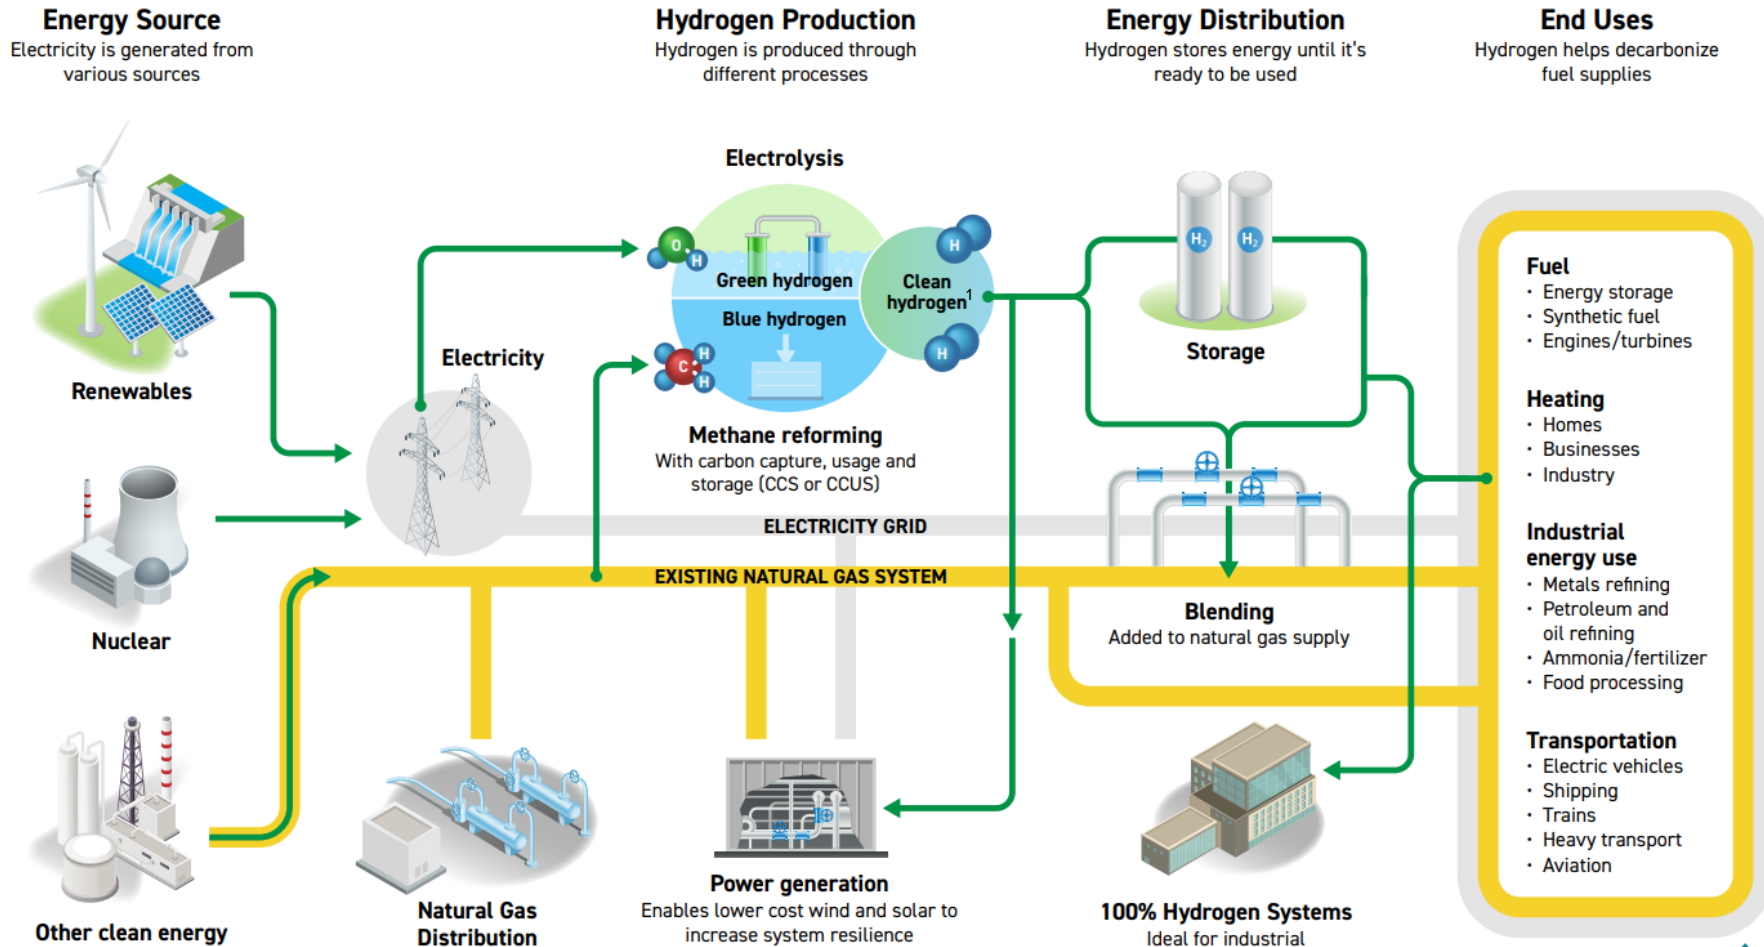 Energy Source
Electricity is generated from
various sources
Hydrogen Production
Hydrogen is produced through
different processes
Energy Distribution
Hydrogen stores energy until it's
ready to be used
End Uses
Hydrogen helps decarbonize
fuel supplies
Renewables
Nuclear
Other clean energy
Electricity
Electrolysis
O
H
Green hydrogen
Blue hydrogen
C
H
H
Clean
hydrogen¹
H
H
Methane reforming
With carbon capture, usage and
storage (CCS or CCUS)
ELECTRICITY GRID
EXISTING NATURAL GAS SYSTEM
Natural Gas
Distribution
Power generation
Enables lower cost wind and solar to
increase system resilience
H₂
H₂
Storage
Blending
Added to natural gas supply
100% Hydrogen Systems
Ideal for industrial
Fuel
· Energy storage
· Synthetic fuel
· Engines/turbines
Heating
· Homes
· Businesses
· Industry
Industrial
energy use
· Metals refining
· Petroleum and
oil refining
· Ammonia/fertilizer
· Food processing
Transportation
· Electric vehicles
· Shipping
· Trains
· Heavy transport
· Aviation